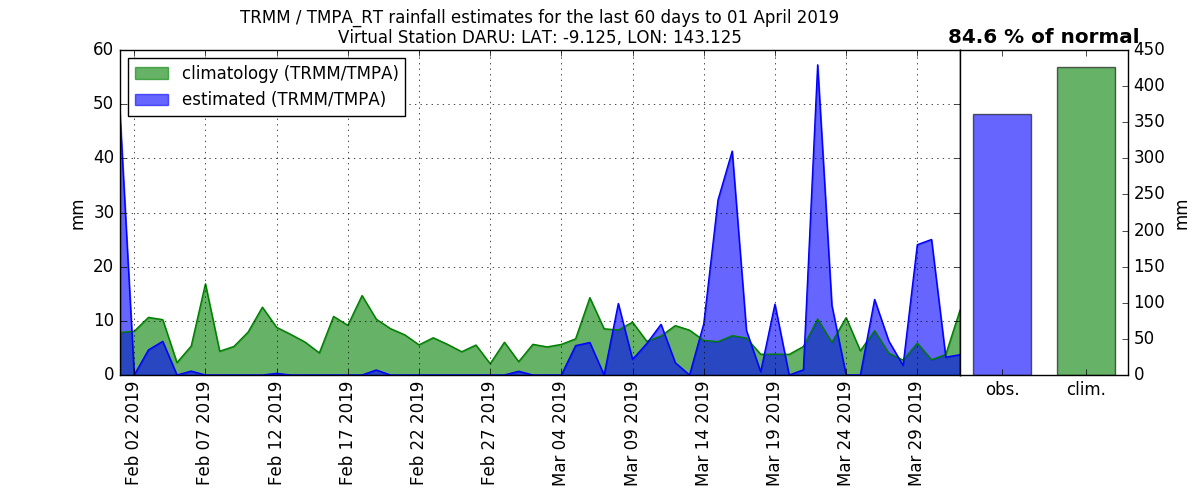 TRMM / TMPA_RT rainfall estimates for the last 60 days to 01 April 2019
Virtual Station DARU: LAT: -9.125, LON: 143.125
84.6 % of normal
climatology (TRMM/TMPA)
estimated (TRMM/TMPA)
mm
60
50
40
30
20
10
0
Feb 02 2019
Feb 07 2019
Feb 12 2019
Feb 17 2019
Feb 22 2019
Feb 27 2019
Mar 04 2019
Mar 09 2019
Mar 14 2019
Mar 19 2019
Mar 24 2019
Mar 29 2019
obs.
clim.
450
400
350
300
250
200
150
100
50
0
mm